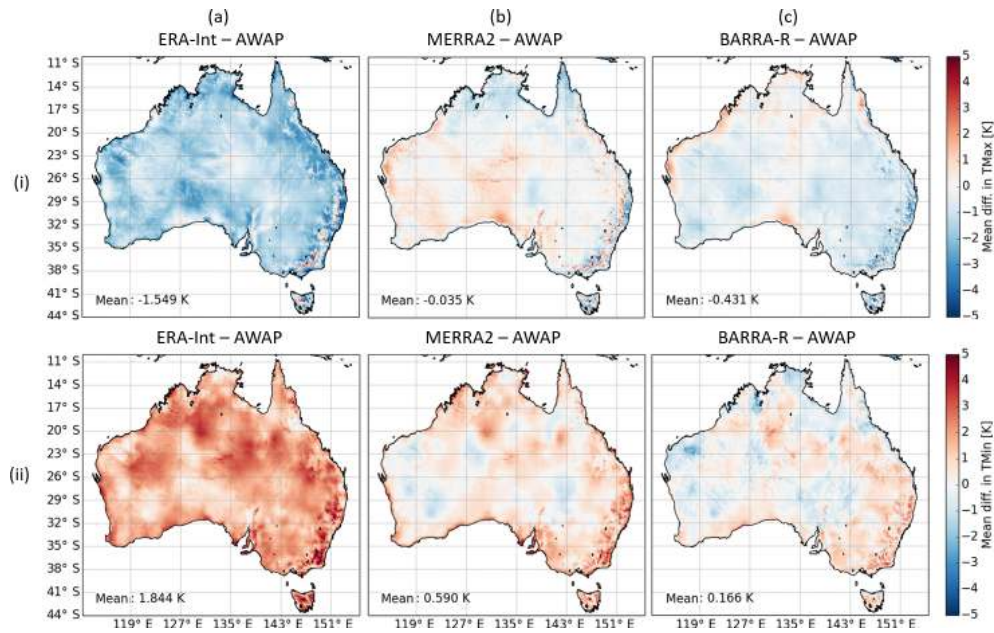 (a) (b) (c)
ERA-Int – AWAP MERRA2 – AWAP BARRA-R – AWAP
(i)
11° S
14° S
17° S
20° S
23° S
26° S
29° S
32° S
35° S
38° S
41° S
44° S
Mean: -1.549 K Mean: -0.035 K Mean: -0.431 K
5
4
3
2
1
0
-1
-2
-3
-4
-5
Mean diff. in TMax [K]
ERA-Int – AWAP MERRA2 – AWAP BARRA-R – AWAP
(ii)
11° S
14° S
17° S
20° S
23° S
26° S
29° S
32° S
35° S
38° S
41° S
44° S
Mean: 1.844 K Mean: 0.590 K Mean: 0.166 K
5
4
3
2
1
0
-1
-2
-3
-4
-5
Mean diff. in TMin [K]
119° E 127° E 135° E 143° E 151° E 119° E 127° E 135° E 143° E 151° E 119° E 127° E 135° E 143° E 151° E